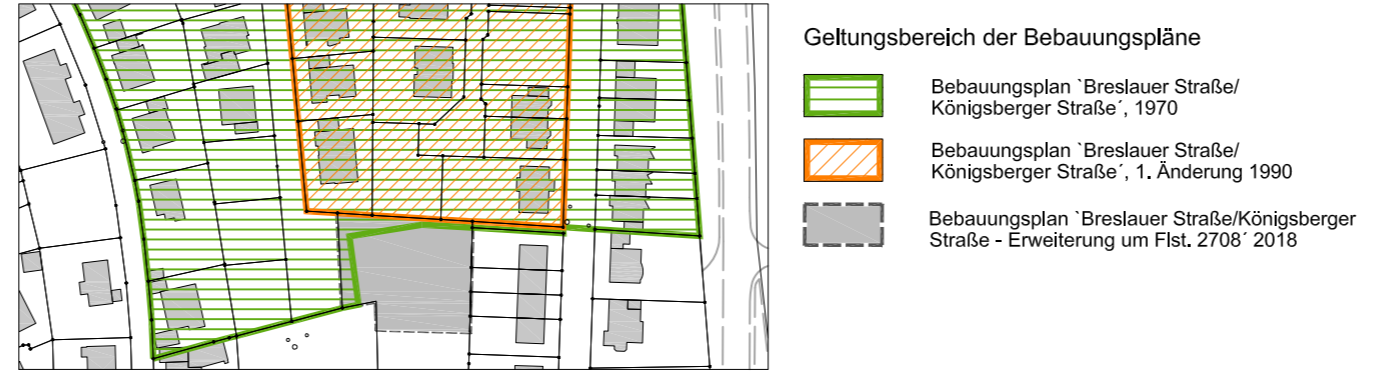 Geltungsbereich der Bebauungspläne
Bebauungsplan `Breslauer Straße/
Königsberger Straße´, 1970
Bebauungsplan `Breslauer Straße/
Königsberger Straße´, 1. Änderung 1990
Bebauungsplan `Breslauer Straße/Königsberger
Straße - Erweiterung um Flst. 2708´ 2018